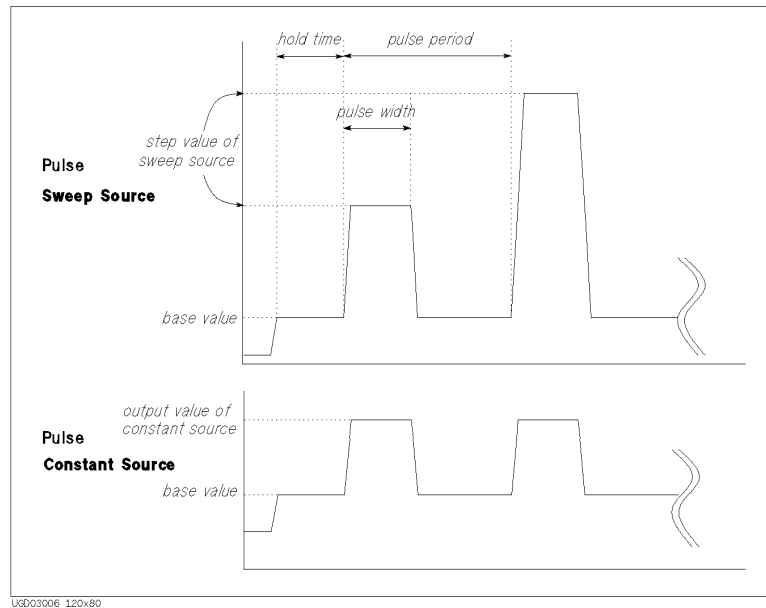 hold time
pulse period
pulse width
step value of
sweep source
Pulse
Sweep Source
base value
output value of
constant source
Pulse
Constant Source
base value
UGD03006 120x80